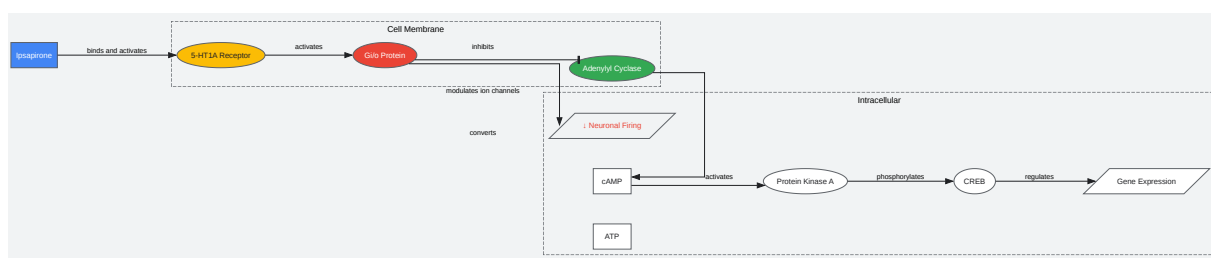 Cell Membrane
Ipsapirone
binds and activates
5-HT1A Receptor
activates
Gi/o Protein
inhibits
Adenylyl Cyclase
modulates ion channels
Intracellular
↓ Neuronal Firing
converts
cAMP
activates
Protein Kinase A
phosphorylates
CREB
regulates
Gene Expression
ATP